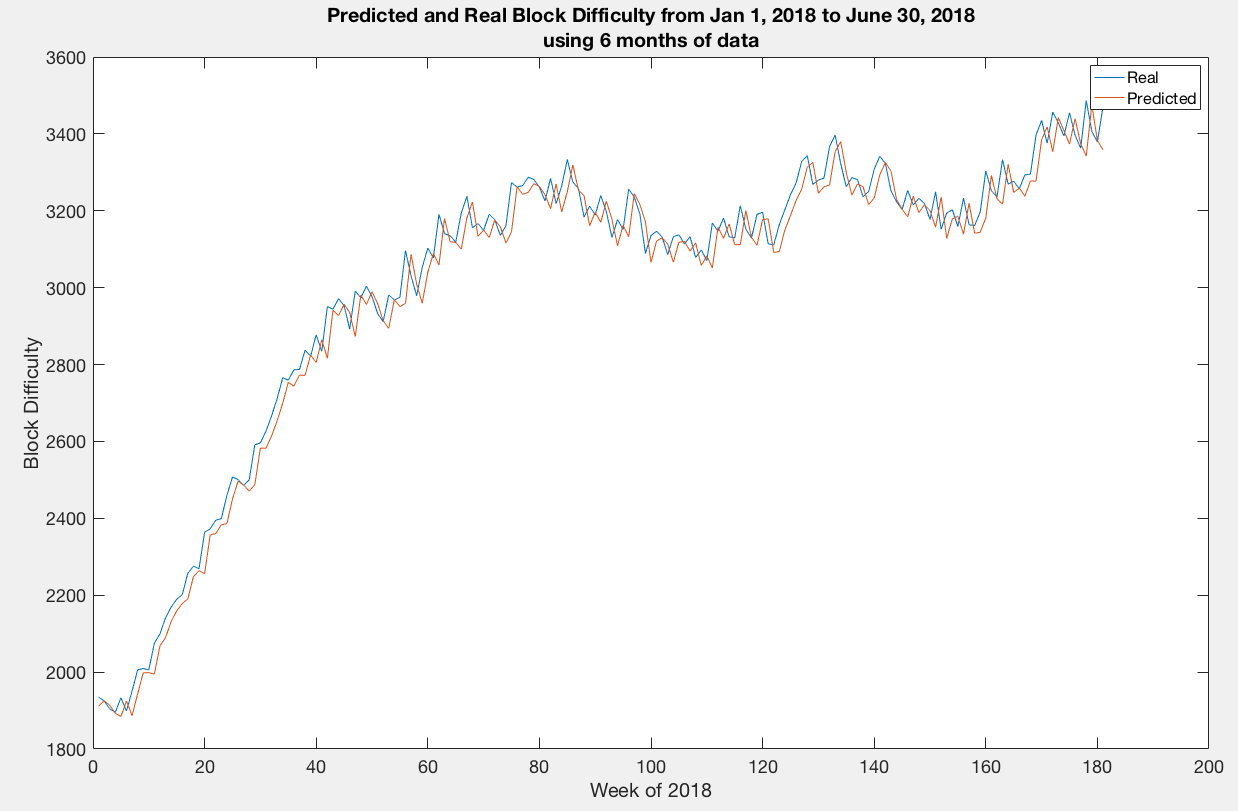 Predicted and Real Block Difficulty from Jan 1, 2018 to June 30, 2018
using 6 months of data
3600
3400
3200
3000
2800
2600
2400
2200
2000
1800
Block Difficulty
Real
Predicted
0 20 40 60 80 100 120 140 160 180 200
Week of 2018